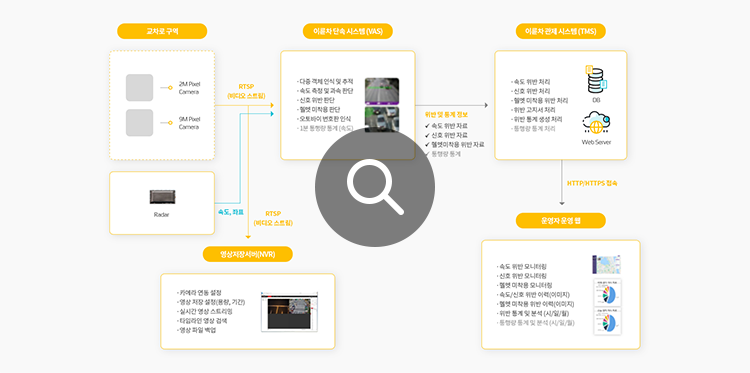 교차로 구역
2M Pixel
Camera
9M Pixel
Camera
Radar
RTSP
(비디오 스트림)
속도, 좌표
RTSP
(비디오 스트림)
이륜자 단속 시스템 (VAS)
· 다중 객체 인식 및 추적
· 속도 측정 및 과속 판단
· 신호 위반 판단
· 헬멧 미착용 판단
· 오토바이 번호판 인식
· 1분 통행량 통계 (속도)
위반 및 통계 정보
✓ 속도 위반 자료
✓ 신호 위반 자료
✓ 헬멧미착용 위반 자료
✓ 통행량 통계
이륜자 관제 시스템 (TMS)
· 속도 위반 처리
· 신호 위반 처리
· 헬멧 미착용 위반 처리
· 위반 고지서 처리
· 위반 통계 생성 처리
· 통행량 통계 처리
DB
Web Server
HTTP/HTTPS 접속
영상저장서버(NVR)
· 카메라 연동 설정
· 영상 저장 설정(용량, 기간)
· 실시간 영상 스트리밍
· 타임라인 영상 검색
· 영상 파일 백업
운영자 운영 웹
· 속도 위반 모니터링
· 신호 위반 모니터링
· 헬멧 미착용 모니터링
· 속도/신호 위반 이력(이미지)
· 헬멧 미착용 위반 이력(이미지)
· 위반 통계 및 분석 (시/일/월)
· 통행량 통계 및 분석 (시/일/월)